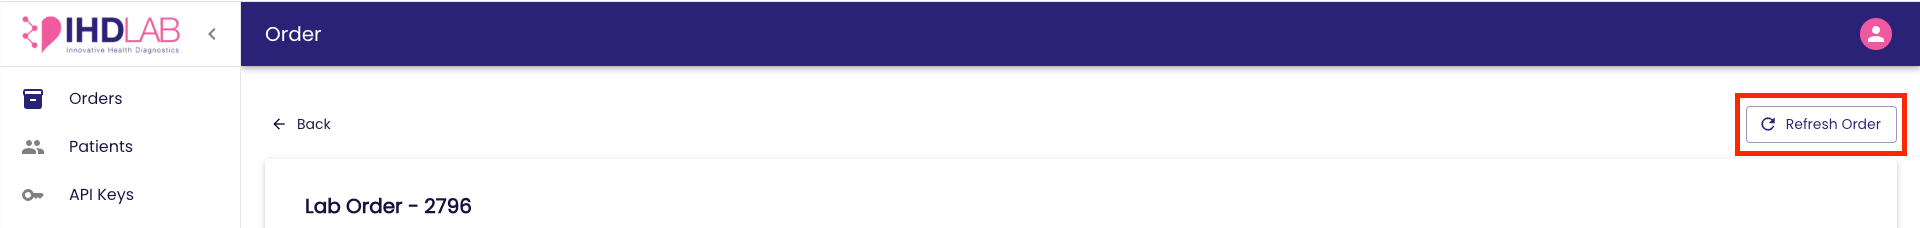 IHDLAB
Innovative Health Diagnostics
Order
Orders
Patients
API Keys
Back
Refresh Order
Lab Order - 2796